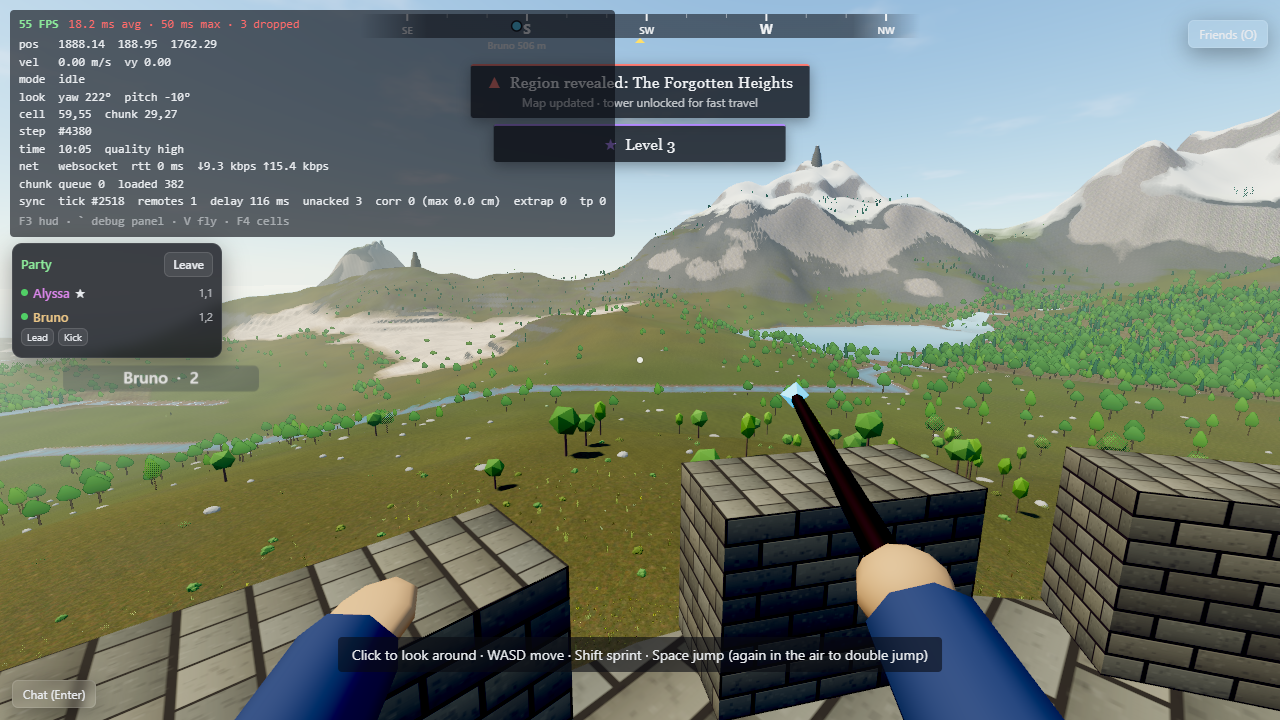 55 FPS 18.2 ms avg · 50 ms max · 3 dropped
pos 1888.14 188.95 1762.29
vel 0.00 m/s vy 0.00
mode idle
look yaw 222° pitch -10°
cell 59,55 chunk 29,27
step #4380
time 10:05 quality high
net websocket rtt 0 ms ↓9.3 kbps ↑15.4 kbps
chunk queue 0 loaded 382
sync tick #2518 remotes 1 delay 116 ms unacked 3 corr 0 (max 0.0 cm) extrap 0 tp 0
F3 hud · ` debug panel · V fly · F4 cells
SE S SW W NW
Bruno 506 m
Friends (O)
▲ Region revealed: The Forgotten Heights
Map updated · tower unlocked for fast travel
★ Level 3
Party Leave
Alyssa ★ 1,1
Bruno 1,2
Lead Kick
Bruno · 2
Click to look around · WASD move · Shift sprint · Space jump (again in the air to double jump)
Chat (Enter)